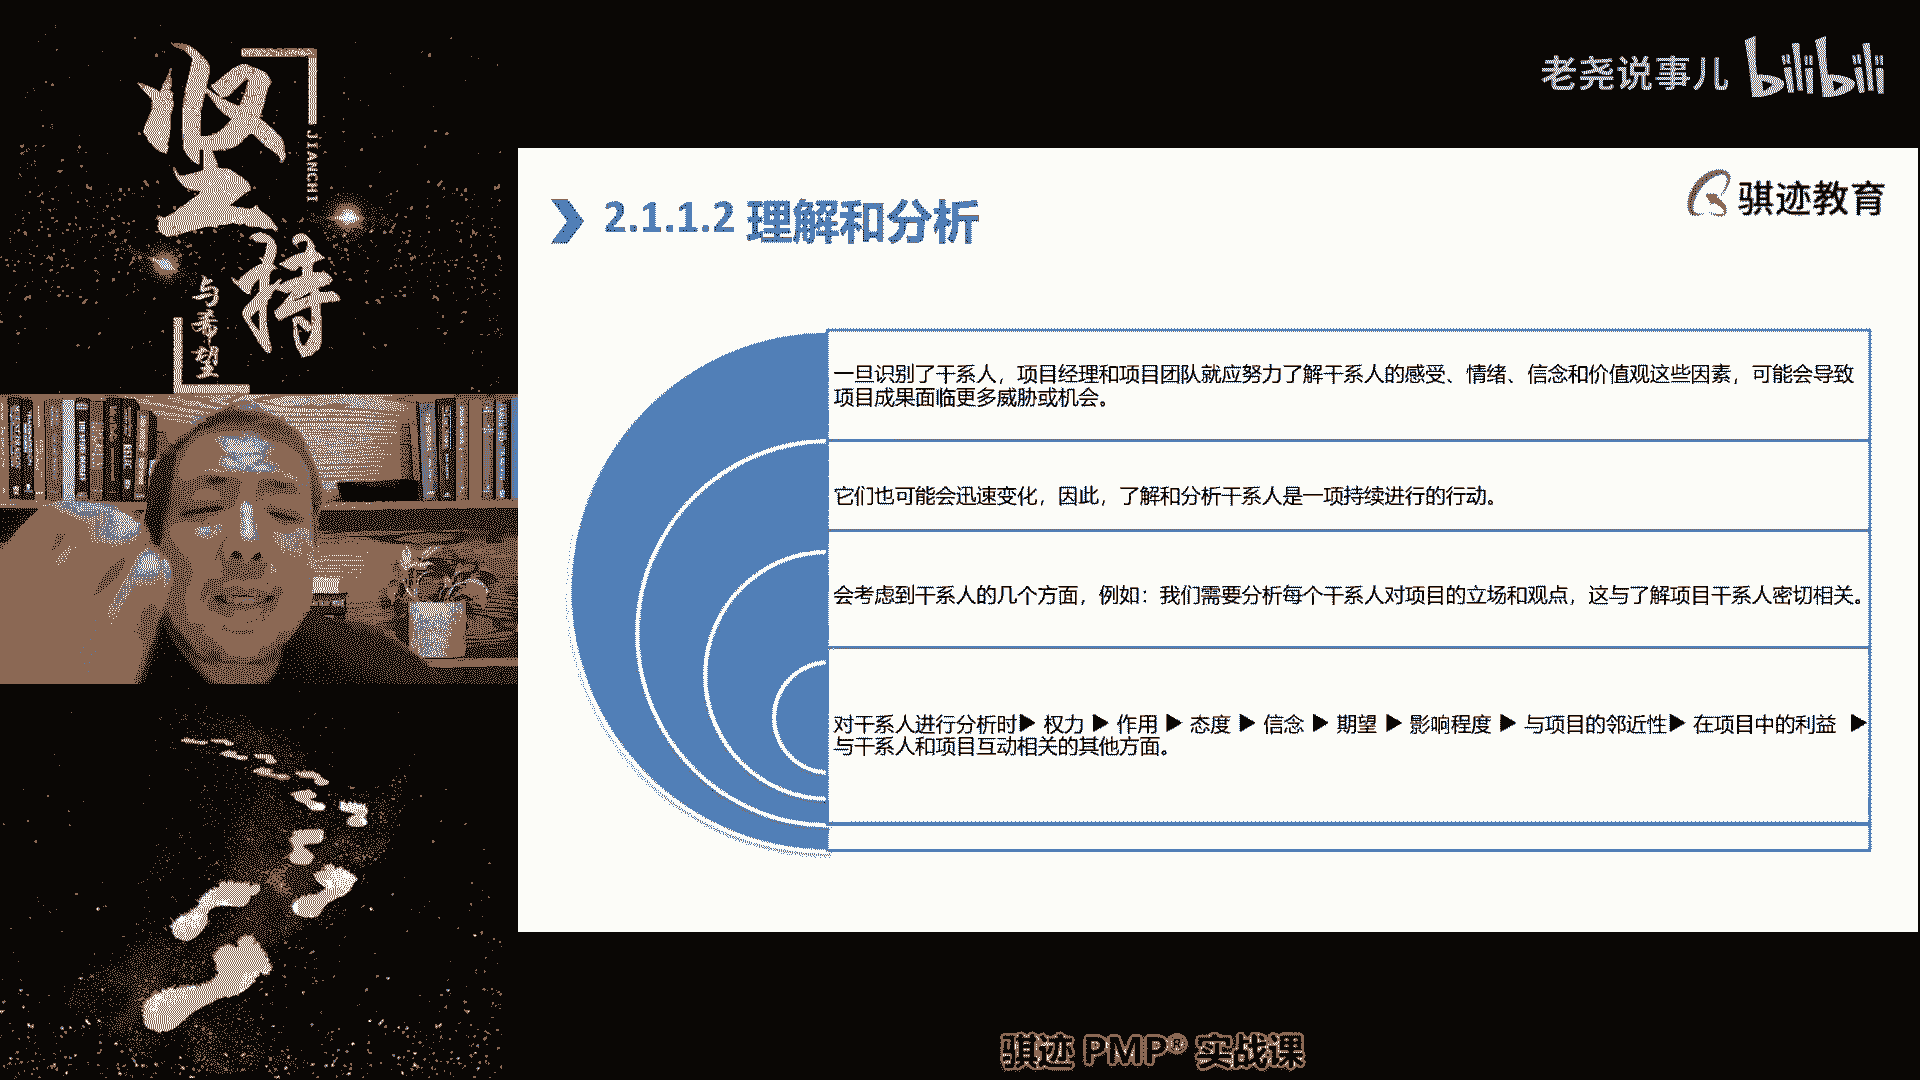 坚持
JIANCHI
与希望
老尧说事儿 bilibili
骐迹教育
2.1.1.2 理解和分析
一旦识别了干系人，项目经理和项目团队就应努力了解干系人的感受、情绪、信念和价值观这些因素，可能会导致
项目成果面临更多威胁或机会。
它们也可能会迅速变化，因此，了解和分析干系人是一项持续进行的行动。
会考虑到干系人的几个方面，例如：我们需要分析每个干系人对项目的立场和观点，这与了解项目干系人密切相关。
对干系人进行分析时▶ 权力 ▶ 作用 ▶ 态度 ▶ 信念 ▶ 期望 ▶ 影响程度 ▶ 与项目的邻近性▶ 在项目中的利益 ▶
与干系人和项目互动相关的其他方面。
骐迹 PMP® 实战课